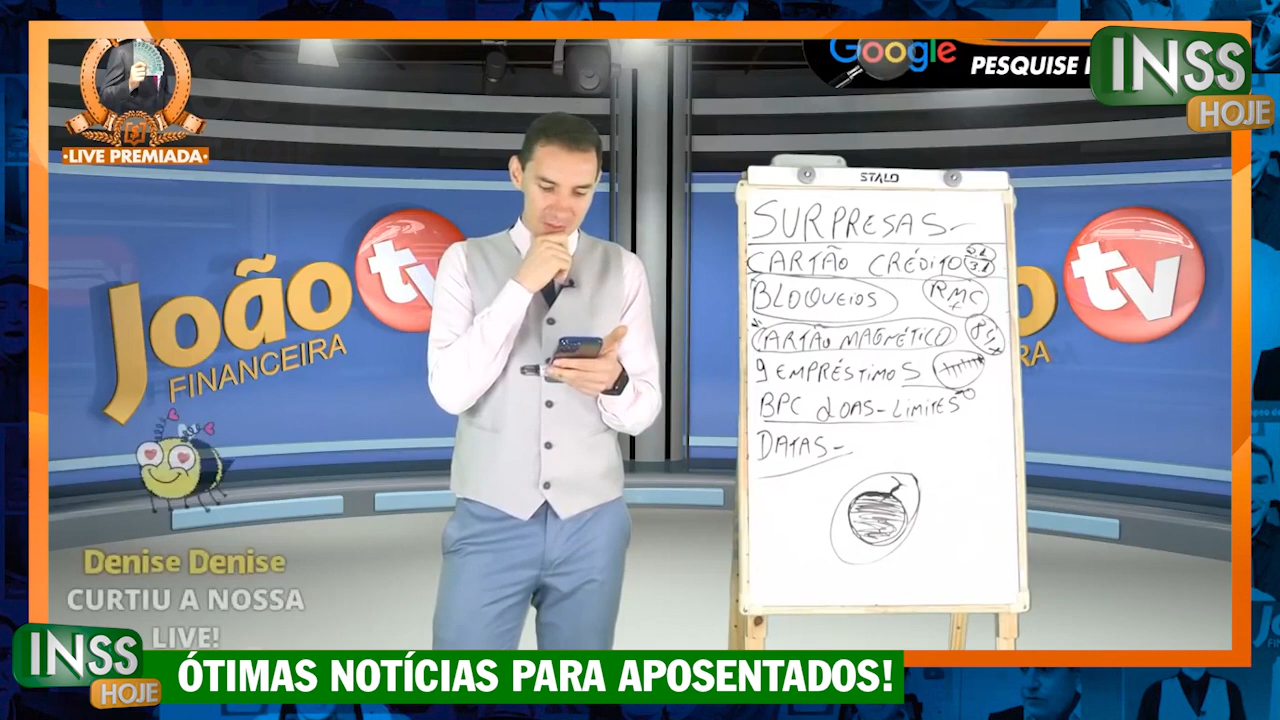 Google
PESQUISE
INSS
HOJE
LIVE PREMIADA
STALO
SURPRESAS-
CARTÃO CRÉDITO
BLOQUEIOS RMC
CARTÃO MAGNÉTICO
9 EMPRÉSTIMOS
BPC LOAS-LIMITES
DATAS-
João tv
FINANCEIRA
tv
Denise Denise
CURTIU A NOSSA
LIVE!
INSS
HOJE
ÓTIMAS NOTÍCIAS PARA APOSENTADOS!